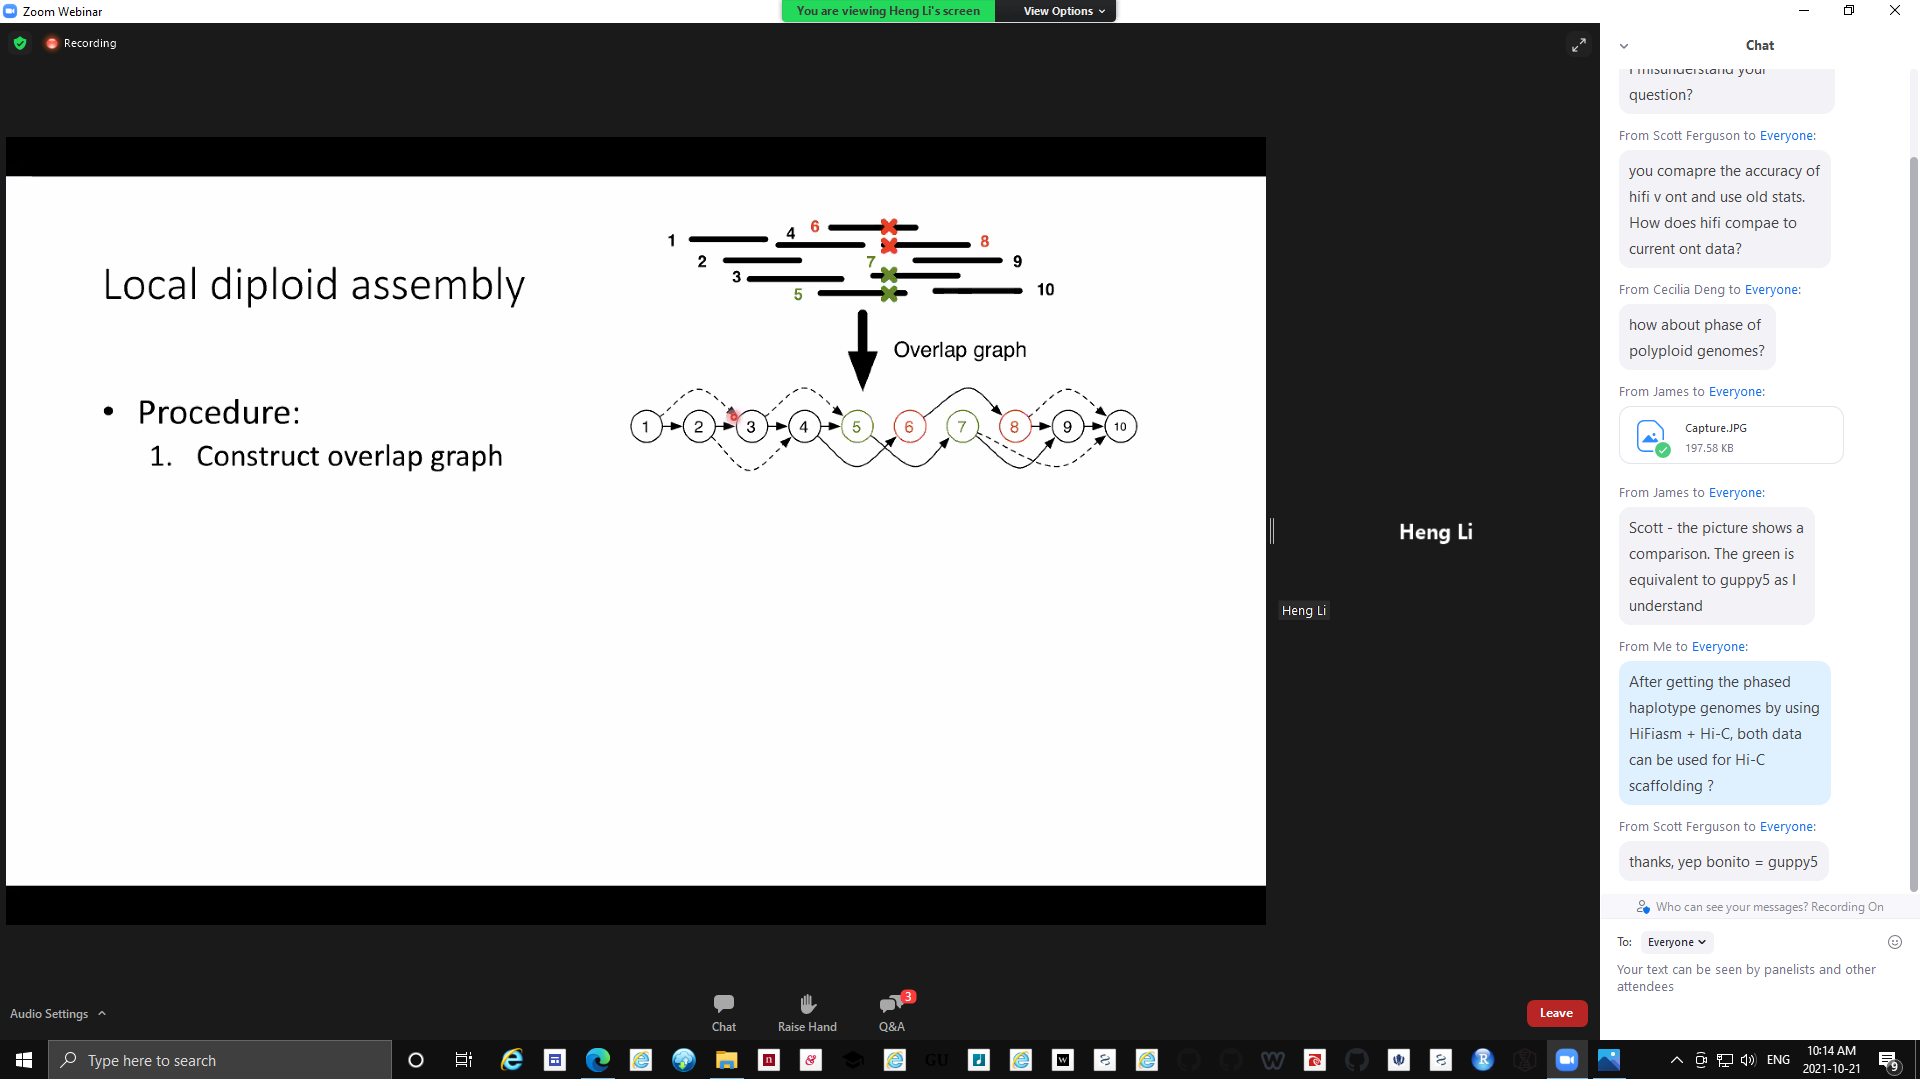 Zoom Webinar
You are viewing Heng Li's screen
View Options
Recording
Local diploid assembly
• Procedure:
1. Construct overlap graph
6
4
8
1
7
2
9
3
5
10
Overlap graph
1 2 3 4 5 6 7 8 9 10
Heng Li
Heng Li
Chat
I misunderstand your
question?
From Scott Ferguson to Everyone:
you comapre the accuracy of
hifi v ont and use old stats.
How does hifi compae to
current ont data?
From Cecilia Deng to Everyone:
how about phase of
polyploid genomes?
From James to Everyone:
Capture.JPG
197.58 KB
From James to Everyone:
Scott - the picture shows a
comparison. The green is
equivalent to guppy5 as I
understand
From Me to Everyone:
After getting the phased
haplotype genomes by using
HiFiasm + Hi-C, both data
can be used for Hi-C
scaffolding ?
From Scott Ferguson to Everyone:
thanks, yep bonito = guppy5
Who can see your messages? Recording On
To: Everyone
Your text can be seen by panelists and other
attendees
Audio Settings
Chat
Raise Hand
3
Q&A
Leave
Type here to search
GU
W
R
ENG
10:14 AM
2021-10-21
9